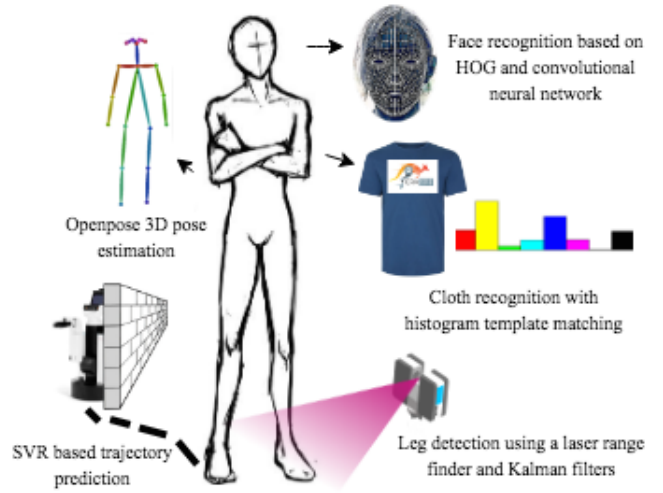 Face recognition based on
HOG and convolutional
neural network
Openpose 3D pose
estimation
Cloth recognition with
histogram template matching
SVR based trajectory
prediction
Leg detection using a laser range
finder and Kalman filters